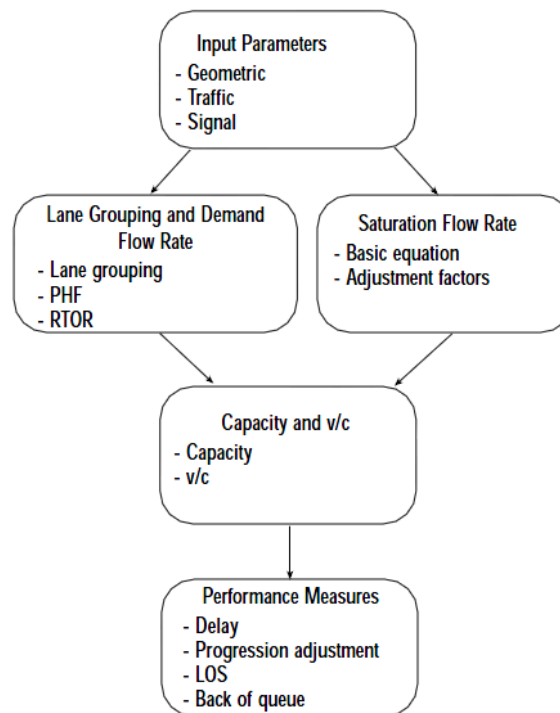 Input Parameters
- Geometric
- Traffic
- Signal
Lane Grouping and Demand
Flow Rate
- Lane grouping
- PHF
- RTOR
Saturation Flow Rate
- Basic equation
- Adjustment factors
Capacity and v/c
- Capacity
- v/c
Performance Measures
- Delay
- Progression adjustment
- LOS
- Back of queue